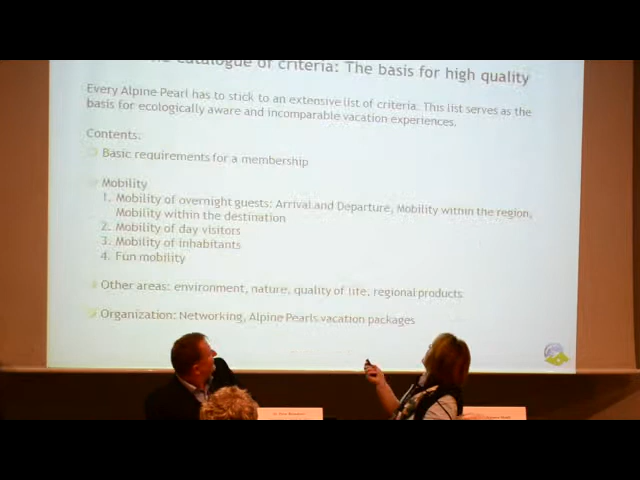 catalogue of criteria: The basis for high quality
Every Alpine Pearl has to stick to an extensive list of criteria. This list serves as the
basis for ecologically aware and incomparable vacation experiences.
Contents:
Basic requirements for a membership
Mobility
1. Mobility of overnight guests: Arrival and Departure, Mobility within the region,
Mobility within the destination
2. Mobility of day visitors
3. Mobility of inhabitants
4. Fun mobility
Other areas: environment, nature, quality of life, regional products
Organization: Networking, Alpine Pearls vacation packages